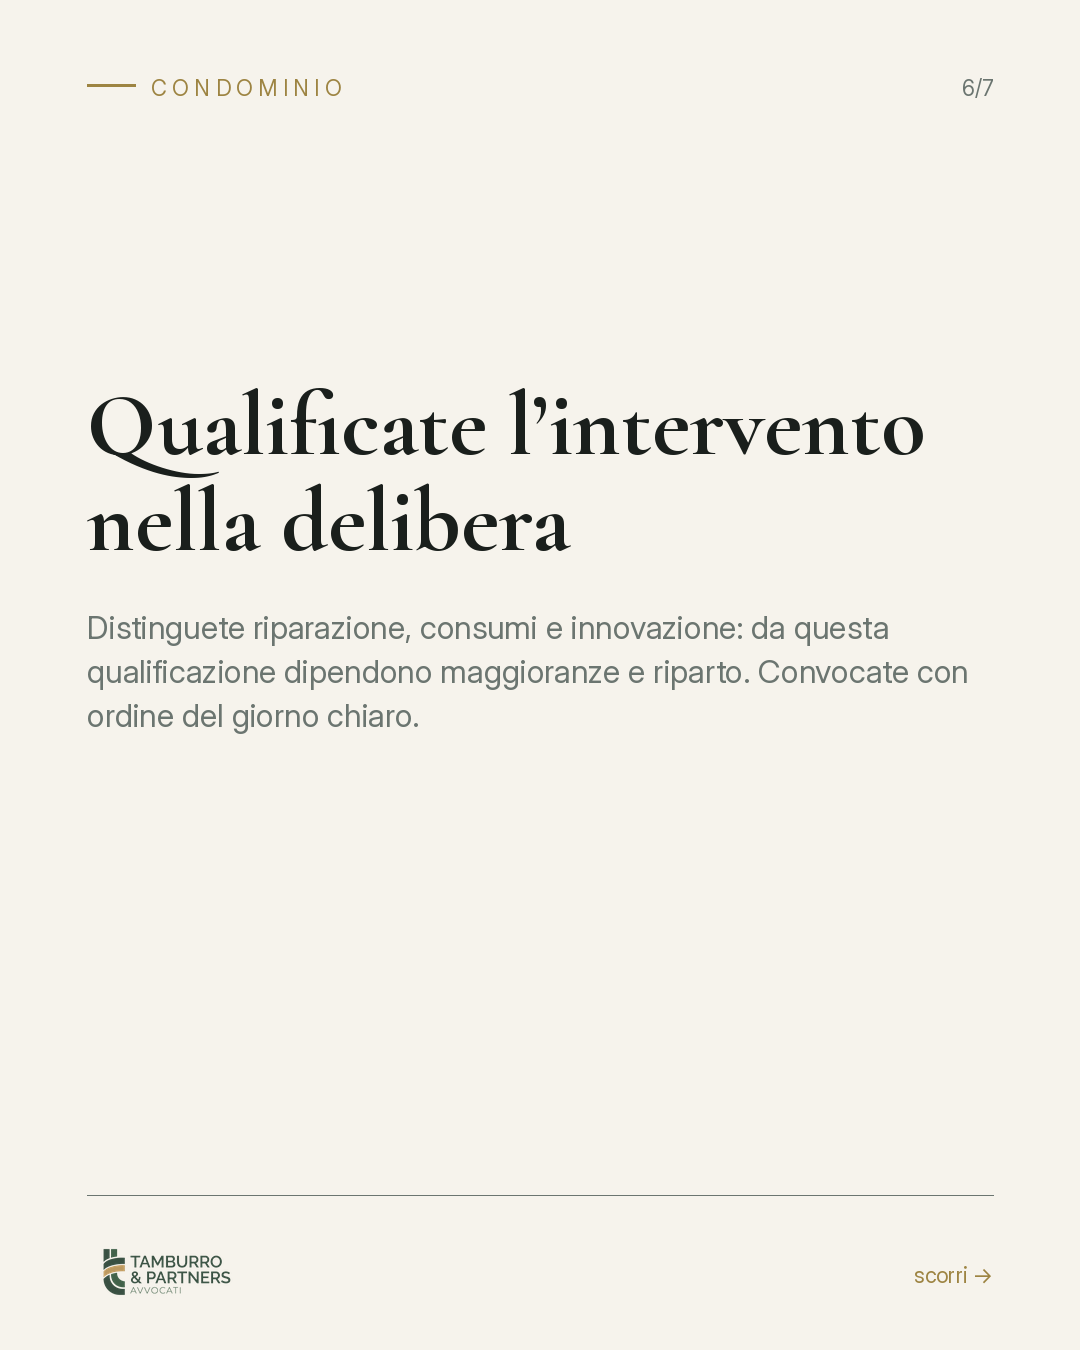 CONDOMINIO
6/7
Qualificate l’intervento
nella delibera
Distinguete riparazione, consumi e innovazione: da questa
qualificazione dipendono maggioranze e riparto. Convocate con
ordine del giorno chiaro.
TAMBURRO
& PARTNERS
AVVOCATI
scorri →